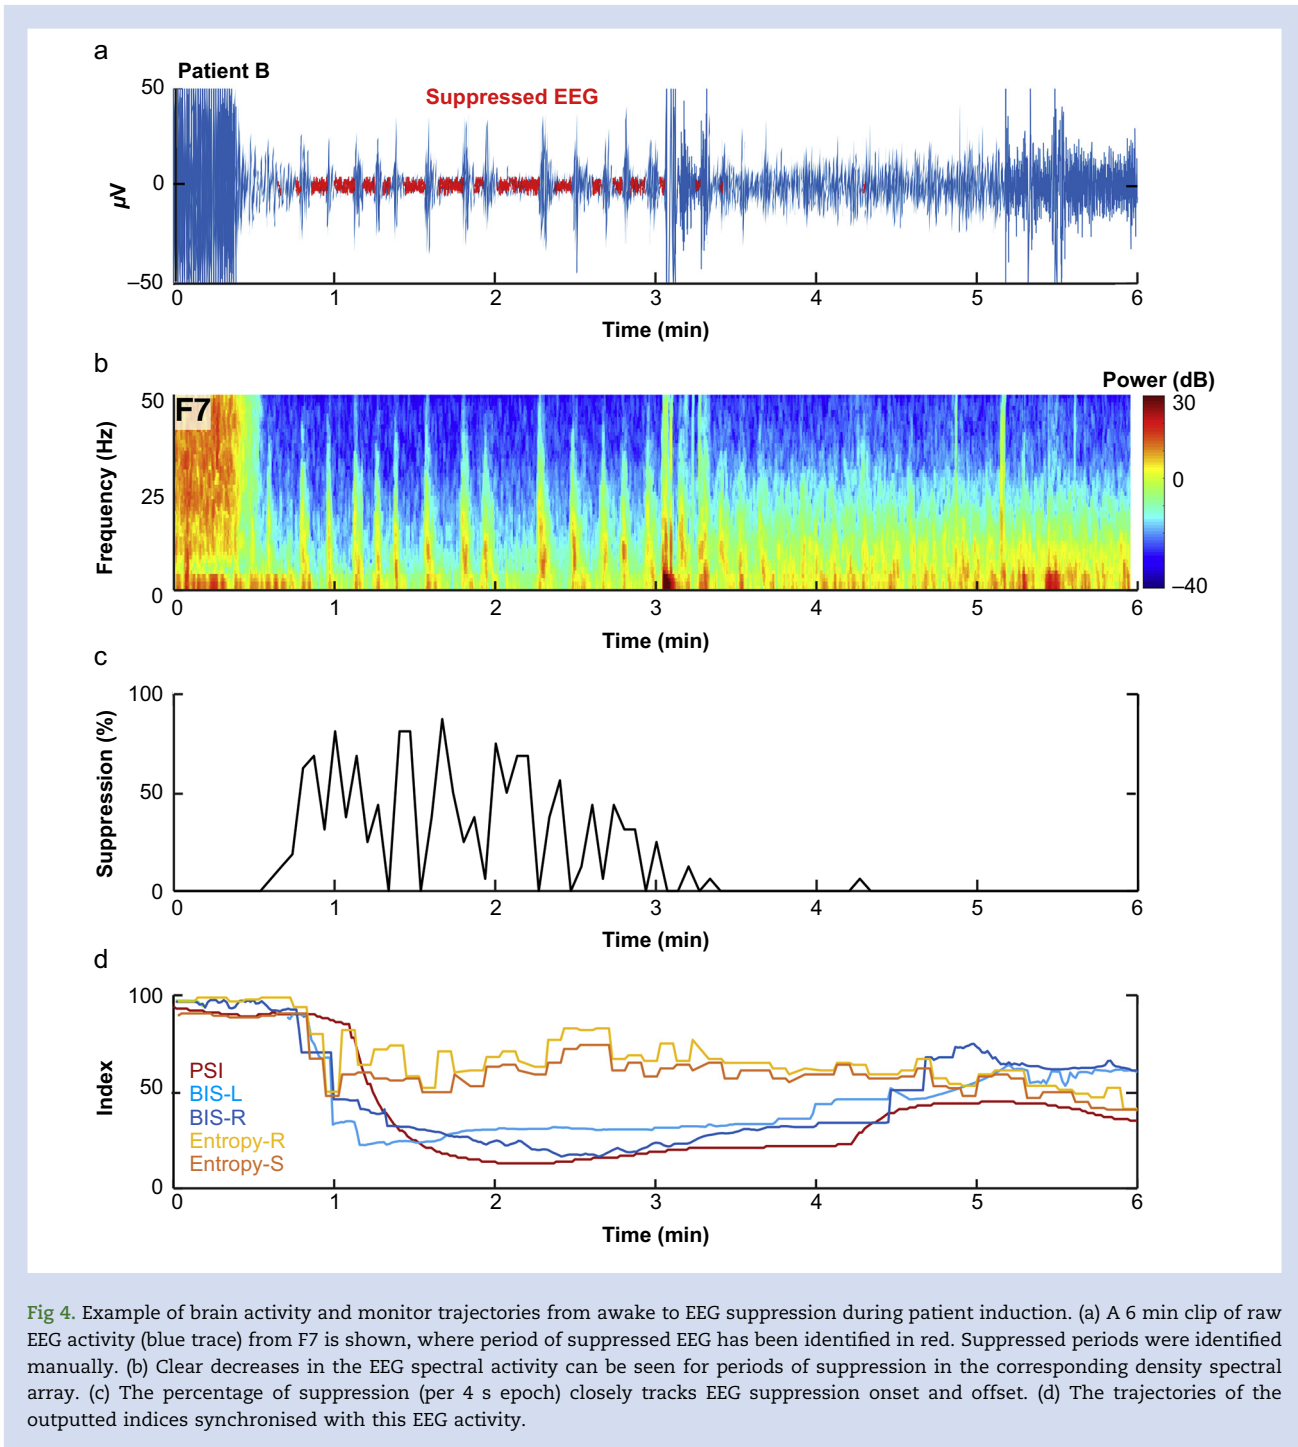 a
Patient B
Suppressed EEG
50
0
–50
µV
0 1 2 3 4 5 6
Time (min)
b
Power (dB)
F7
50
25
0
Frequency (Hz)
30
0
–40
0 1 2 3 4 5 6
Time (min)
c
100
50
0
Suppression (%)
0 1 2 3 4 5 6
Time (min)
d
100
50
0
Index
PSI
BIS-L
BIS-R
Entropy-R
Entropy-S
0 1 2 3 4 5 6
Time (min)
Fig 4. Example of brain activity and monitor trajectories from awake to EEG suppression during patient induction. (a) A 6 min clip of raw
EEG activity (blue trace) from F7 is shown, where period of suppressed EEG has been identified in red. Suppressed periods were identified
manually. (b) Clear decreases in the EEG spectral activity can be seen for periods of suppression in the corresponding density spectral
array. (c) The percentage of suppression (per 4 s epoch) closely tracks EEG suppression onset and offset. (d) The trajectories of the
outputted indices synchronised with this EEG activity.